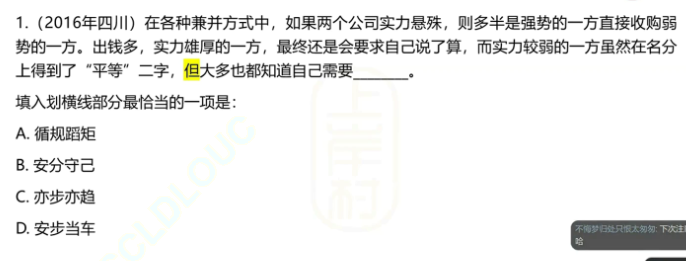 1.（2016年四川）在各种兼并方式中，如果两个公司实力悬殊，则多半是强势的一方直接收购弱
势的一方。出钱多，实力雄厚的一方，最终还是会要求自己说了算，而实力较弱的一方虽然在名分
上得到了“平等”二字，但大多也都知道自己需要________。
填入划横线部分最恰当的一项是：
A. 循规蹈矩
B. 安分守己
C. 亦步亦趋
D. 安步当车
上岸村
CCLDLOUC
不悔梦归处只恨太匆匆: 下次注
哈